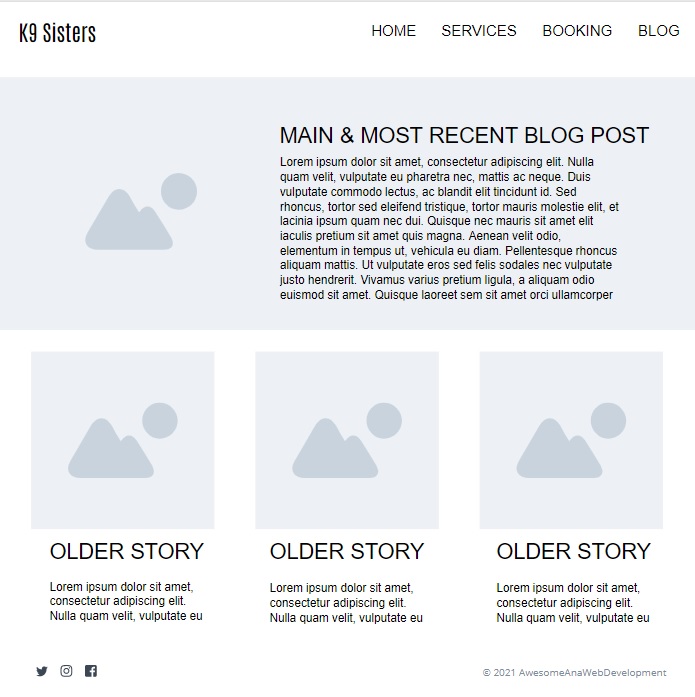 K9 Sisters
HOME SERVICES BOOKING BLOG
MAIN & MOST RECENT BLOG POST
Lorem ipsum dolor sit amet, consectetur adipiscing elit. Nulla
quam velit, vulputate eu pharetra nec, mattis ac neque. Duis
vulputate commodo lectus, ac blandit elit tincidunt id. Sed
rhoncus, tortor sed eleifend tristique, tortor mauris molestie elit, et
lacinia ipsum quam nec dui. Quisque nec mauris sit amet elit
iaculis pretium sit amet quis magna. Aenean velit odio,
elementum in tempus ut, vehicula eu diam. Pellentesque rhoncus
aliquam mattis. Ut vulputate eros sed felis sodales nec vulputate
justo hendrerit. Vivamus varius pretium ligula, a aliquam odio
euismod sit amet. Quisque laoreet sem sit amet orci ullamcorper
OLDER STORY
Lorem ipsum dolor sit amet,
consectetur adipiscing elit.
Nulla quam velit, vulputate eu
OLDER STORY
Lorem ipsum dolor sit amet,
consectetur adipiscing elit.
Nulla quam velit, vulputate eu
OLDER STORY
Lorem ipsum dolor sit amet,
consectetur adipiscing elit.
Nulla quam velit, vulputate eu
© 2021 AwesomeAnaWebDevelopment